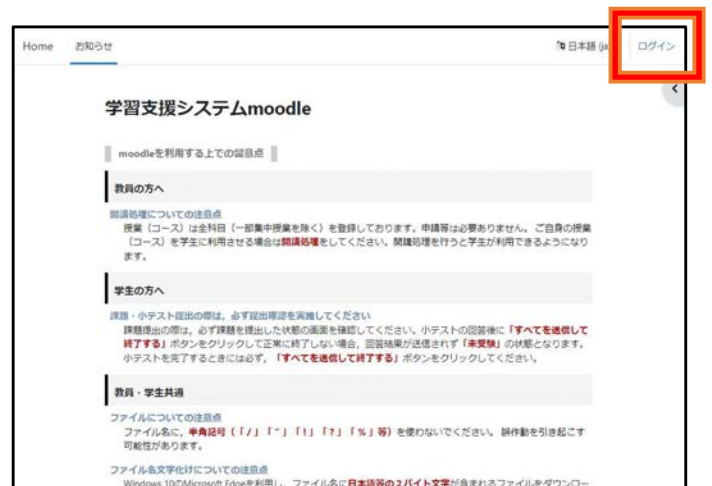 Home お知らせ 日本語 (ja ログイン
学習支援システムmoodle
moodleを利用する上での留意点
教員の方へ
開講処理についての注意点
授業（コース）は全科目（一部集中授業を除く）を登録しております。申請等は必要ありません。ご自身の授業
（コース）を学生に利用させる場合は開講処理をしてください。開講処理を行うと学生が利用できるようになり
ます。
学生の方へ
課題・小テスト提出の際は，必ず提出確認を実施してください
課題提出の際は，必ず課題を提出した状態の画面を確認してください。小テストの回答後に「すべてを送信して
終了する」ボタンをクリックして正常に終了しない場合，回答結果が送信されず「未受験」の状態となります。
小テストを完了するときには必ず，「すべてを送信して終了する」ボタンをクリックしてください。
教員・学生共通
ファイルについての注意点
ファイル名に，半角記号（「/」「~」「!」「?」「%」等）を使わないでください。 誤作動を引き起こす
可能性があります。
ファイル名文字化けについての注意点
Windows 10のMicrosoft Edgeを利用し，ファイル名に日本語等の２バイト文字が含まれるファイルをダウンロー